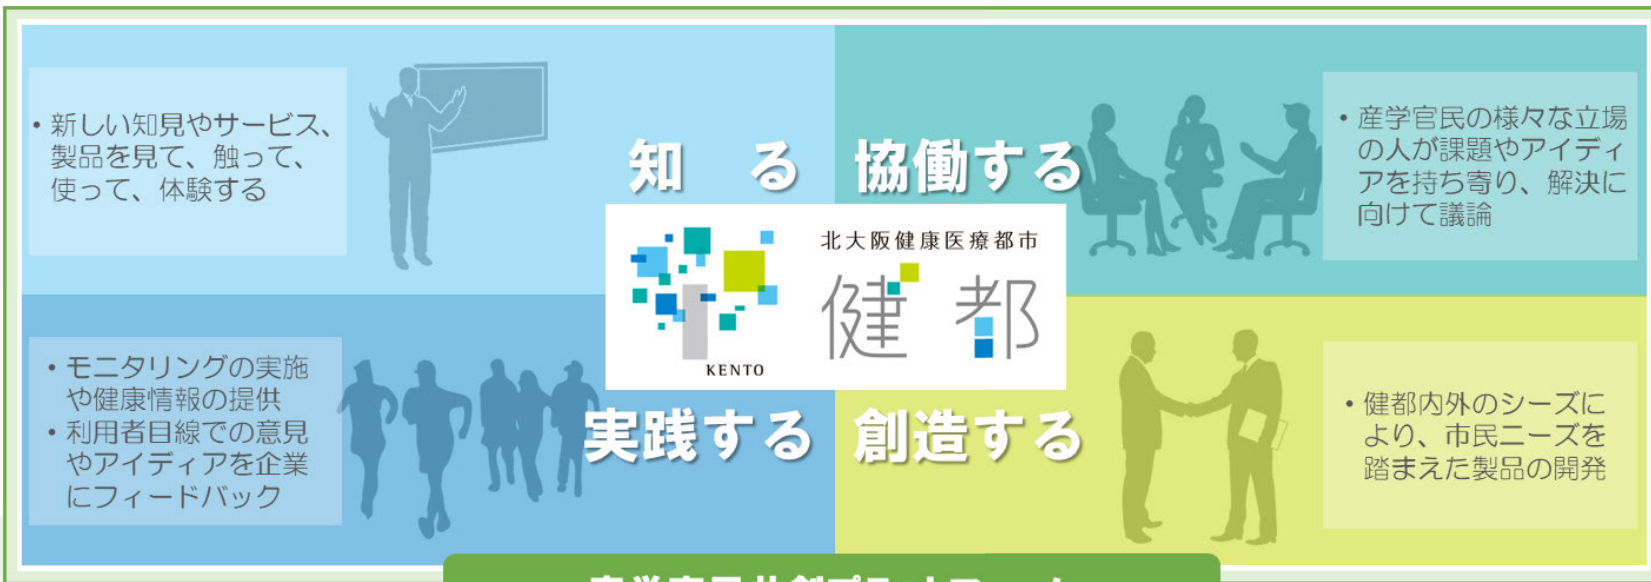 知　る
・新しい知見やサービス、
製品を見て、触って、
使って、体験する
協働する
・産学官民の様々な立場
の人が課題やアイディ
アを持ち寄り、解決に
向けて議論
北大阪健康医療都市
健都
KENTO
実践する
・モニタリングの実施
や健康情報の提供
・利用者目線での意見
やアイディアを企業
にフィードバック
創造する
・健都内外のシーズに
より、市民ニーズを
踏まえた製品の開発